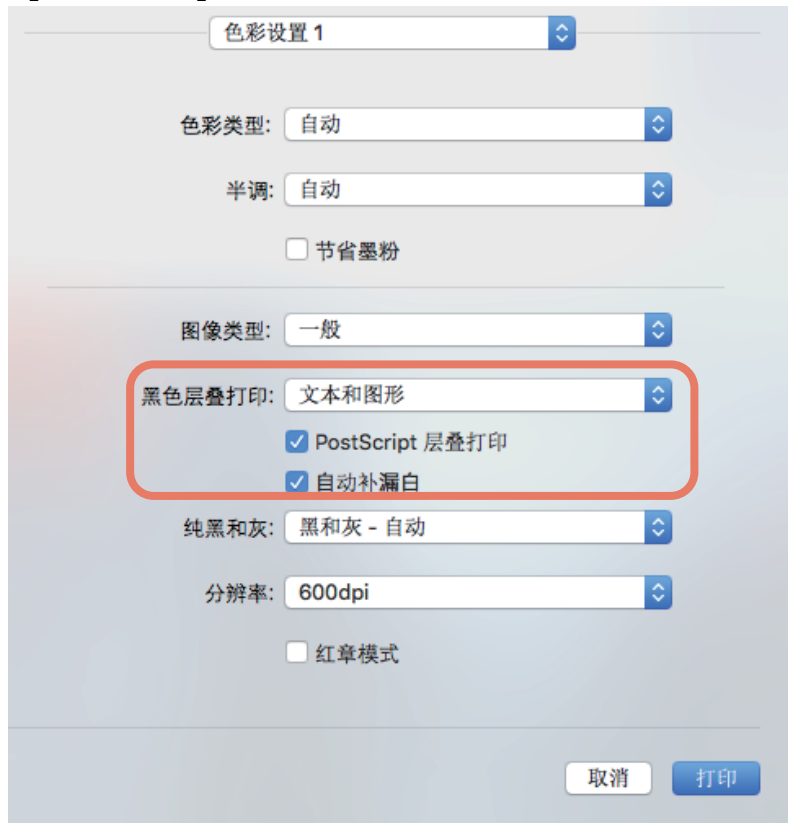 色彩设置 1
色彩类型: 自动
半调: 自动
节省墨粉
图像类型: 一般
黑色层叠打印: 文本和图形
PostScript 层叠打印
自动补漏白
纯黑和灰: 黑和灰 - 自动
分辨率: 600dpi
红章模式
取消 打印